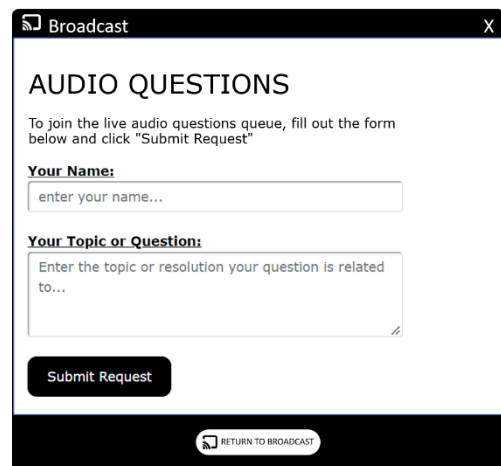 Broadcast
X
AUDIO QUESTIONS
To join the live audio questions queue, fill out the form
below and click "Submit Request"
Your Name:
enter your name...
Your Topic or Question:
Enter the topic or resolution your question is related
to...
Submit Request
RETURN TO BROADCAST